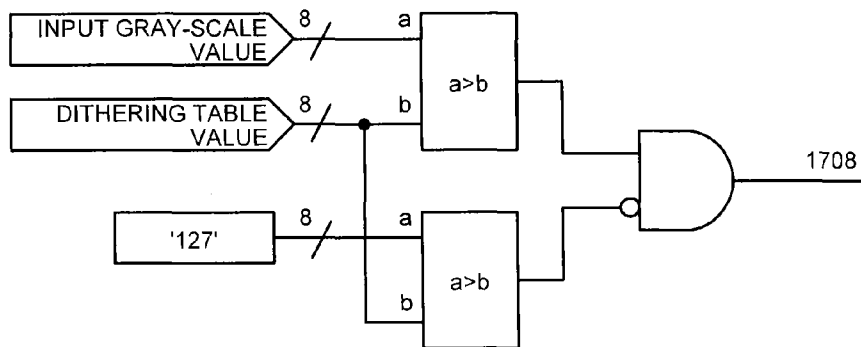 INPUT GRAY-SCALE
VALUE
8
a
a>b
DITHERING TABLE
VALUE
8
b
1708
'127'
8
a
a>b
b